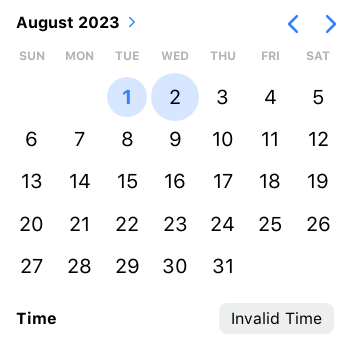 August 2023
SUN MON TUE WED THU FRI SAT
1 2 3 4 5
6 7 8 9 10 11 12
13 14 15 16 17 18 19
20 21 22 23 24 25 26
27 28 29 30 31
Time Invalid Time